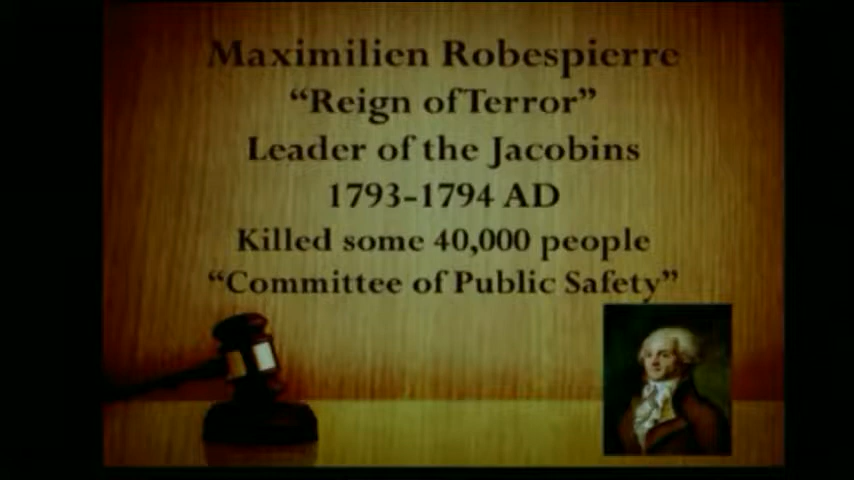 Maximilien Robespierre
“Reign of Terror”
Leader of the Jacobins
1793-1794 AD
Killed some 40,000 people
“Committee of Public Safety”